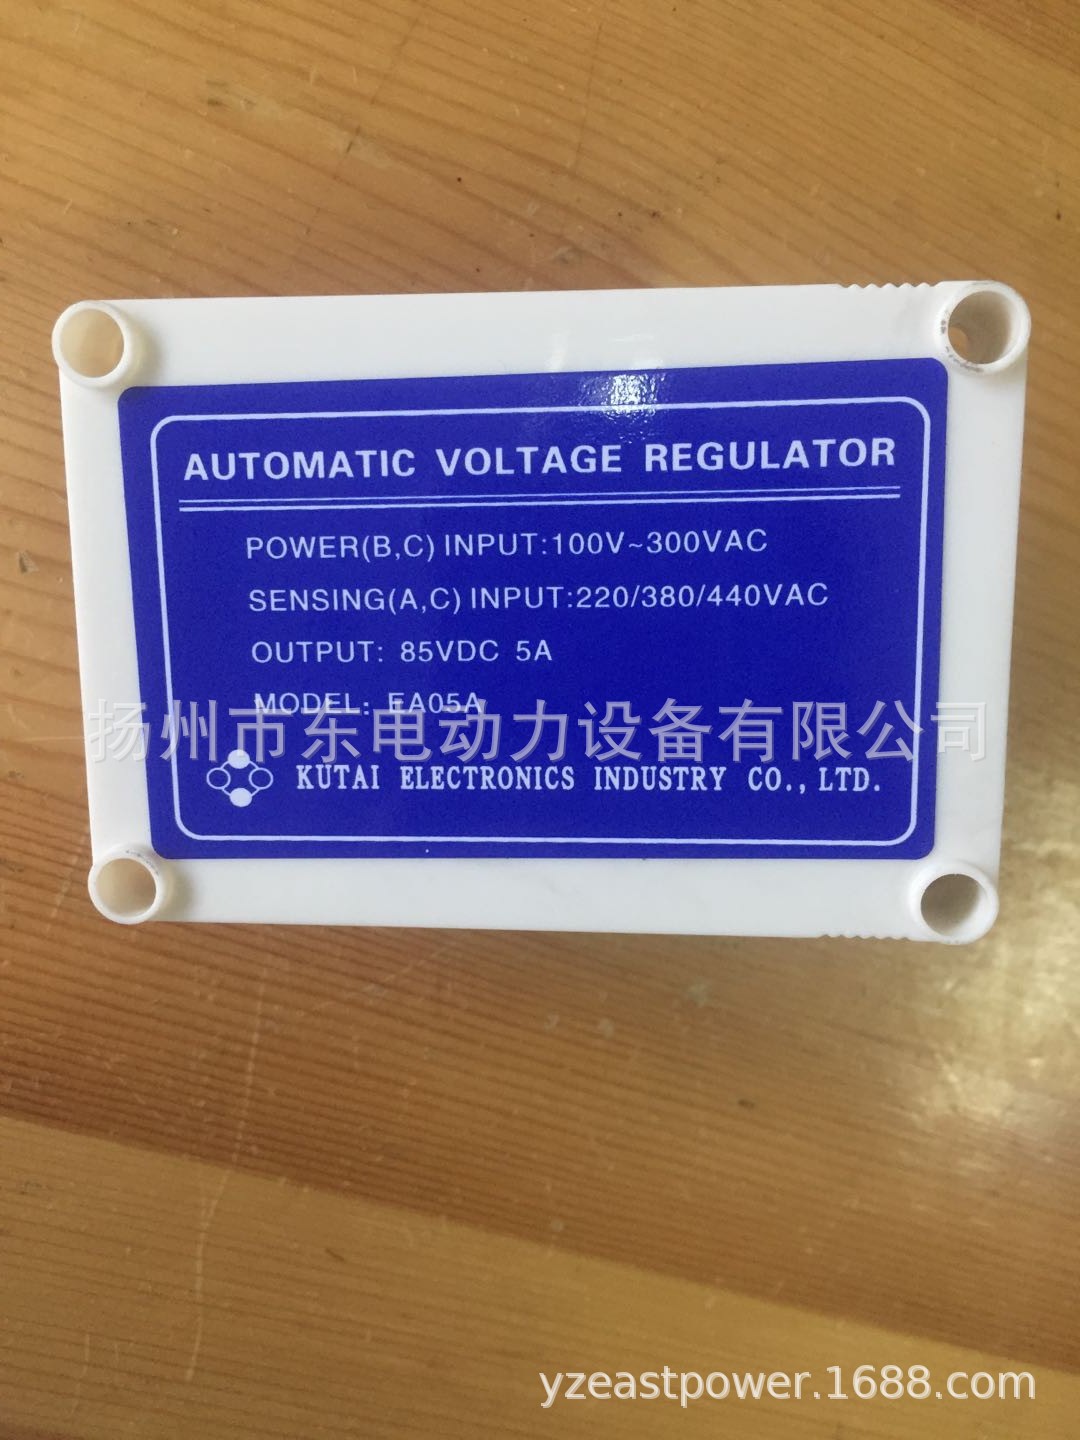 AUTOMATIC VOLTAGE REGULATOR
POWER(B,C) INPUT:100V~300VAC
SENSING(A,C) INPUT:220/380/440VAC
OUTPUT: 85VDC 5A
MODEL: EA05A
扬州市东电动力设备有限公司
KUTAI ELECTRONICS INDUSTRY CO.,LTD.
yzeastpower.1688.com